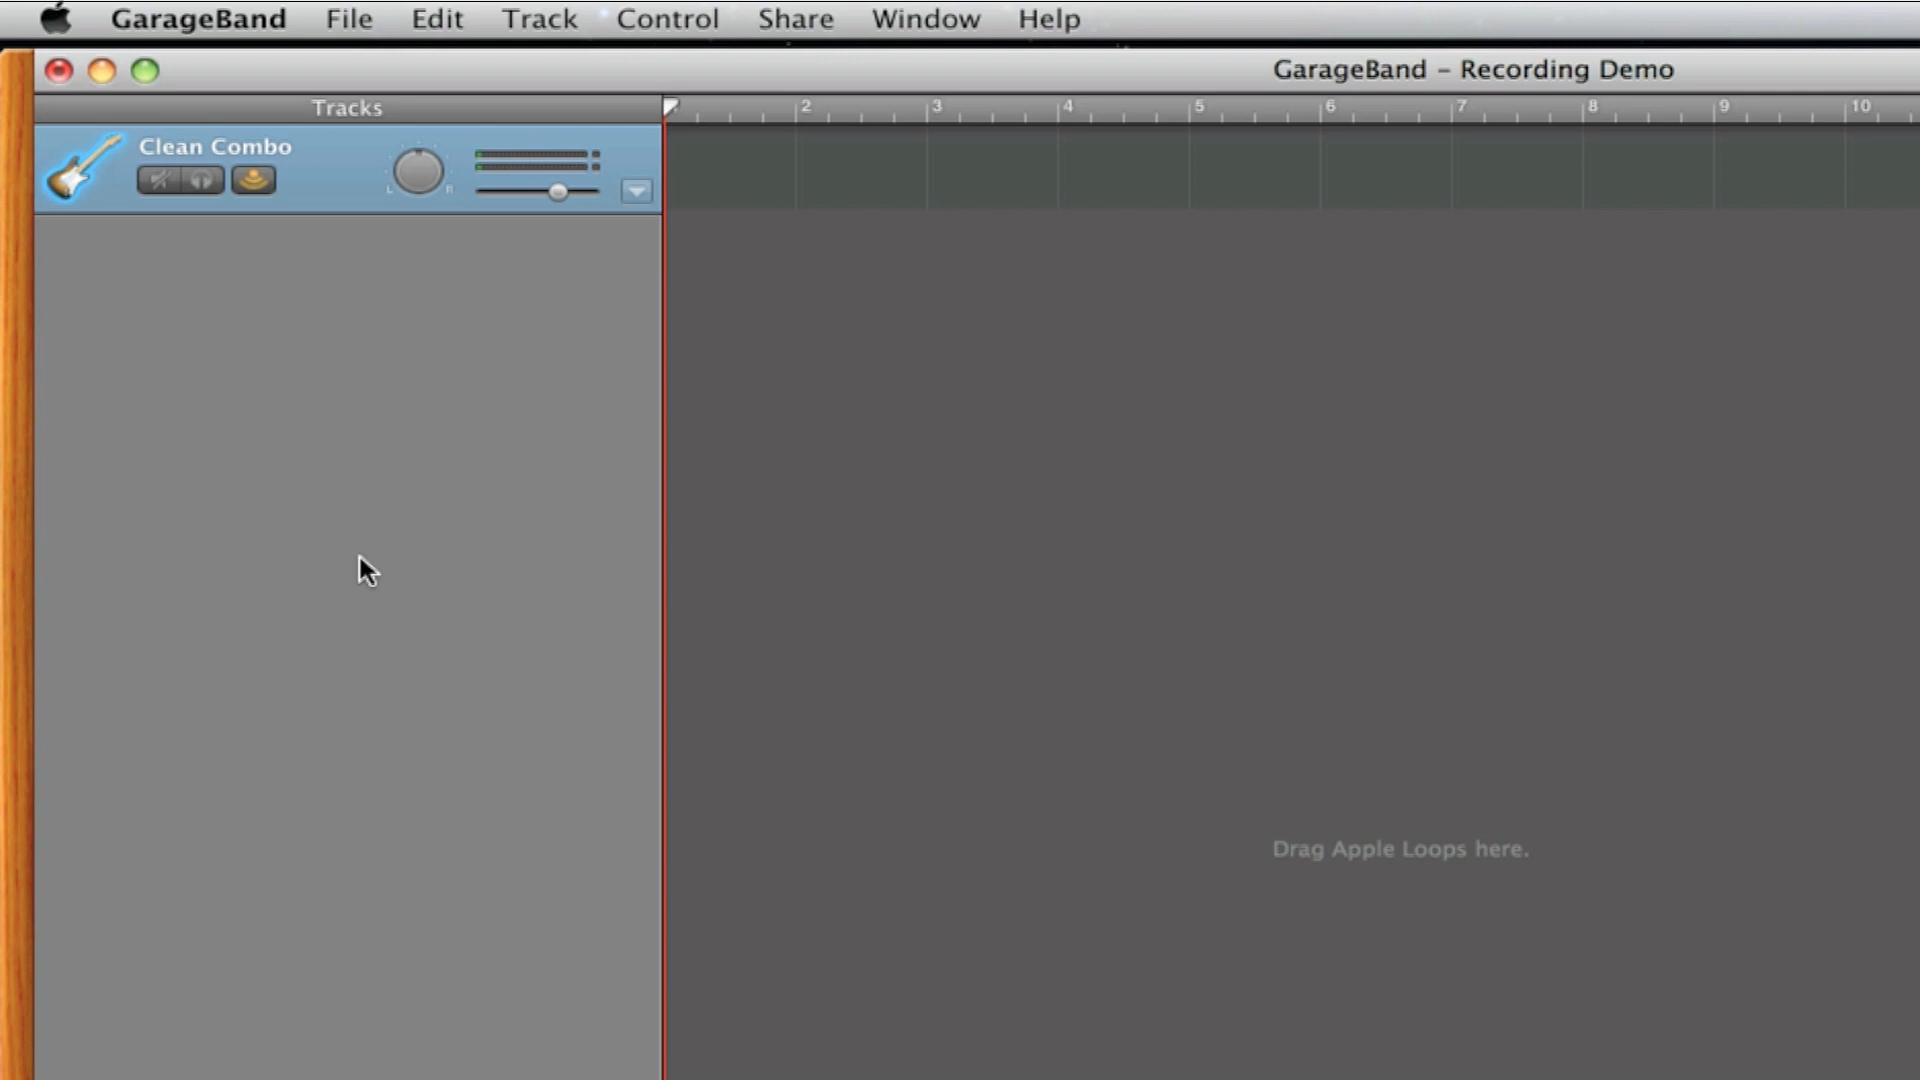 GarageBand File Edit Track Control Share Window Help
GarageBand – Recording Demo
Tracks
2 3 4 5 6 7 8 9 10
Clean Combo
L R
Drag Apple Loops here.